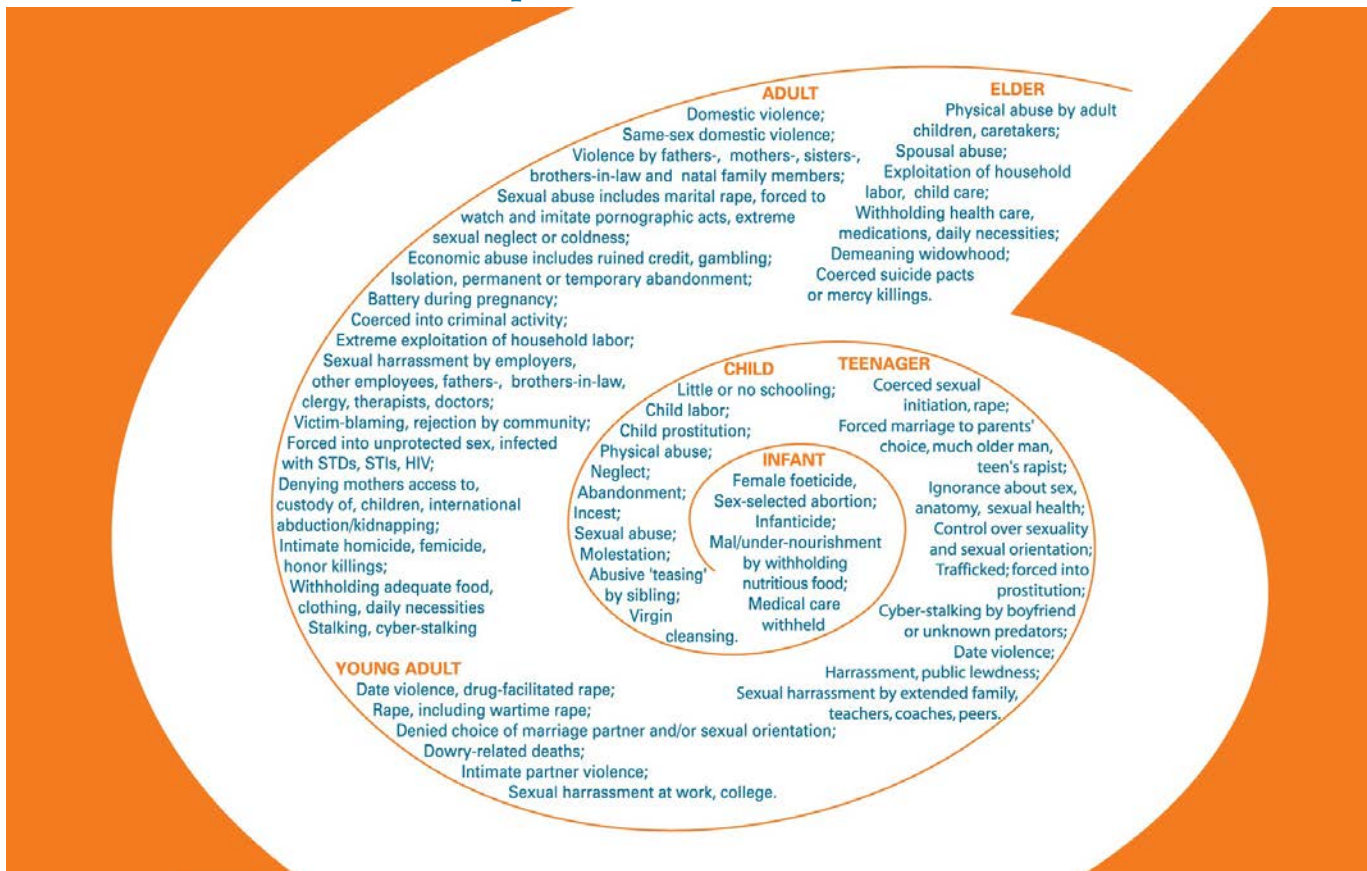 ADULT
Domestic violence;
Same-sex domestic violence;
Violence by fathers-, mothers-, sisters-,
brothers-in-law and natal family members;
Sexual abuse includes marital rape, forced to
watch and imitate pornographic acts, extreme
sexual neglect or coldness;
Economic abuse includes ruined credit, gambling;
Isolation, permanent or temporary abandonment;
Battery during pregnancy;
Coerced into criminal activity;
Extreme exploitation of household labor;
Sexual harrassment by employers,
other employees, fathers-, brothers-in-law,
clergy, therapists, doctors;
Victim-blaming, rejection by community;
Forced into unprotected sex, infected
with STDs, STIs, HIV;
Denying mothers access to,
custody of, children, international
abduction/kidnapping;
Intimate homicide, femicide,
honor killings;
Withholding adequate food,
clothing, daily necessities
Stalking, cyber-stalking
ELDER
Physical abuse by adult
children, caretakers;
Spousal abuse;
Exploitation of household
labor, child care;
Withholding health care,
medications, daily necessities;
Demeaning widowhood;
Coerced suicide pacts
or mercy killings.
CHILD
Little or no schooling;
Child labor;
Child prostitution;
Physical abuse;
Neglect;
Abandonment;
Incest;
Sexual abuse;
Molestation;
Abusive 'teasing'
by sibling;
Virgin
cleansing.
INFANT
Female foeticide,
Sex-selected abortion;
Infanticide;
Mal/under-nourishment
by withholding
nutritious food;
Medical care
withheld
TEENAGER
Coerced sexual
initiation, rape;
Forced marriage to parents'
choice, much older man,
teen's rapist;
Ignorance about sex,
anatomy, sexual health;
Control over sexuality
and sexual orientation;
Trafficked; forced into
prostitution;
Cyber-stalking by boyfriend
or unknown predators;
Date violence;
Harrassment, public lewdness;
Sexual harrassment by extended family,
teachers, coaches, peers.
YOUNG ADULT
Date violence, drug-facilitated rape;
Rape, including wartime rape;
Denied choice of marriage partner and/or sexual orientation;
Dowry-related deaths;
Intimate partner violence;
Sexual harrassment at work, college.